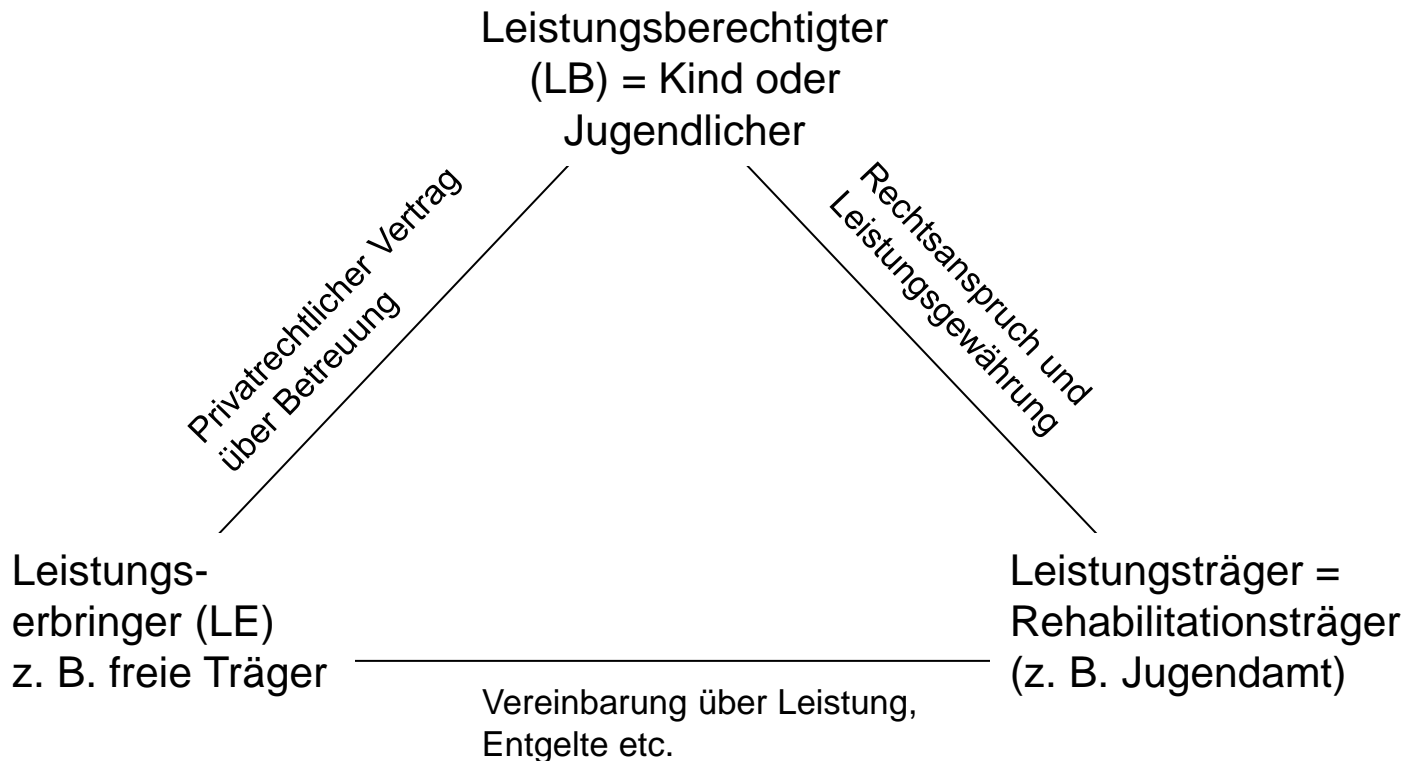 Leistungsberechtigter
(LB) = Kind oder
Jugendlicher
Privatrechtlicher Vertrag
über Betreuung
Rechtsanspruch und
Leistungsgewährung
Leistungs-
erbringer (LE)
z. B. freie Träger
Leistungsträger =
Rehabilitationsträger
(z. B. Jugendamt)
Vereinbarung über Leistung,
Entgelte etc.